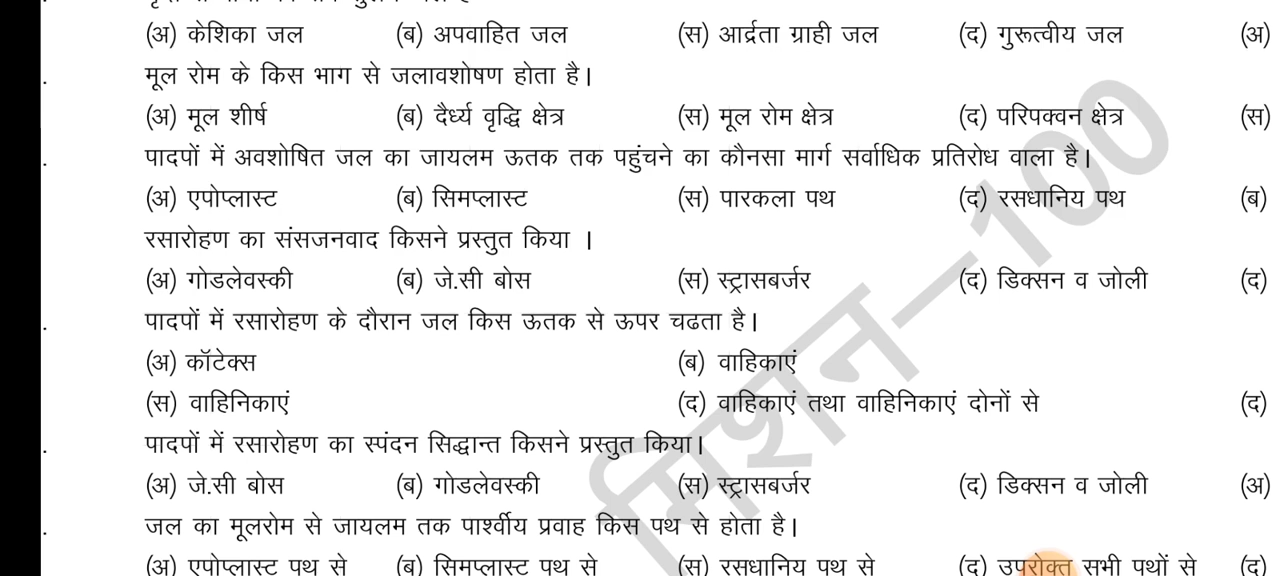 (अ) केशिका जल (ब) अपवाहित जल (स) आर्द्रता ग्राही जल (द) गुरूत्वीय जल (अ)
. मूल रोम के किस भाग से जलावशोषण होता है।
(अ) मूल शीर्ष (ब) दैर्ध्य वृद्धि क्षेत्र (स) मूल रोम क्षेत्र (द) परिपक्वन क्षेत्र (स)
. पादपों में अवशोषित जल का जायलम ऊतक तक पहुंचने का कौनसा मार्ग सर्वाधिक प्रतिरोध वाला है।
(अ) एपोप्लास्ट (ब) सिमप्लास्ट (स) पारकला पथ (द) रसधानिय पथ (ब)
रसारोहण का संसजनवाद किसने प्रस्तुत किया ।
(अ) गोडलेवस्की (ब) जे.सी बोस (स) स्ट्रासबर्जर (द) डिक्सन व जोली (द)
. पादपों में रसारोहण के दौरान जल किस ऊतक से ऊपर चढता है।
(अ) कॉटेक्स (ब) वाहिकाएं
(स) वाहिनिकाएं (द) वाहिकाएं तथा वाहिनिकाएं दोनों से (द)
. पादपों में रसारोहण का स्पंदन सिद्धान्त किसने प्रस्तुत किया।
(अ) जे.सी बोस (ब) गोडलेवस्की (स) स्ट्रासबर्जर (द) डिक्सन व जोली (अ)
. जल का मूलरोम से जायलम तक पार्श्वीय प्रवाह किस पथ से होता है।
(अ) एपोप्लास्ट पथ से (ब) सिमप्लास्ट पथ से (स) रसधानिय पथ से (द) उपरोक्त सभी पथों से (द)
मिशन–100